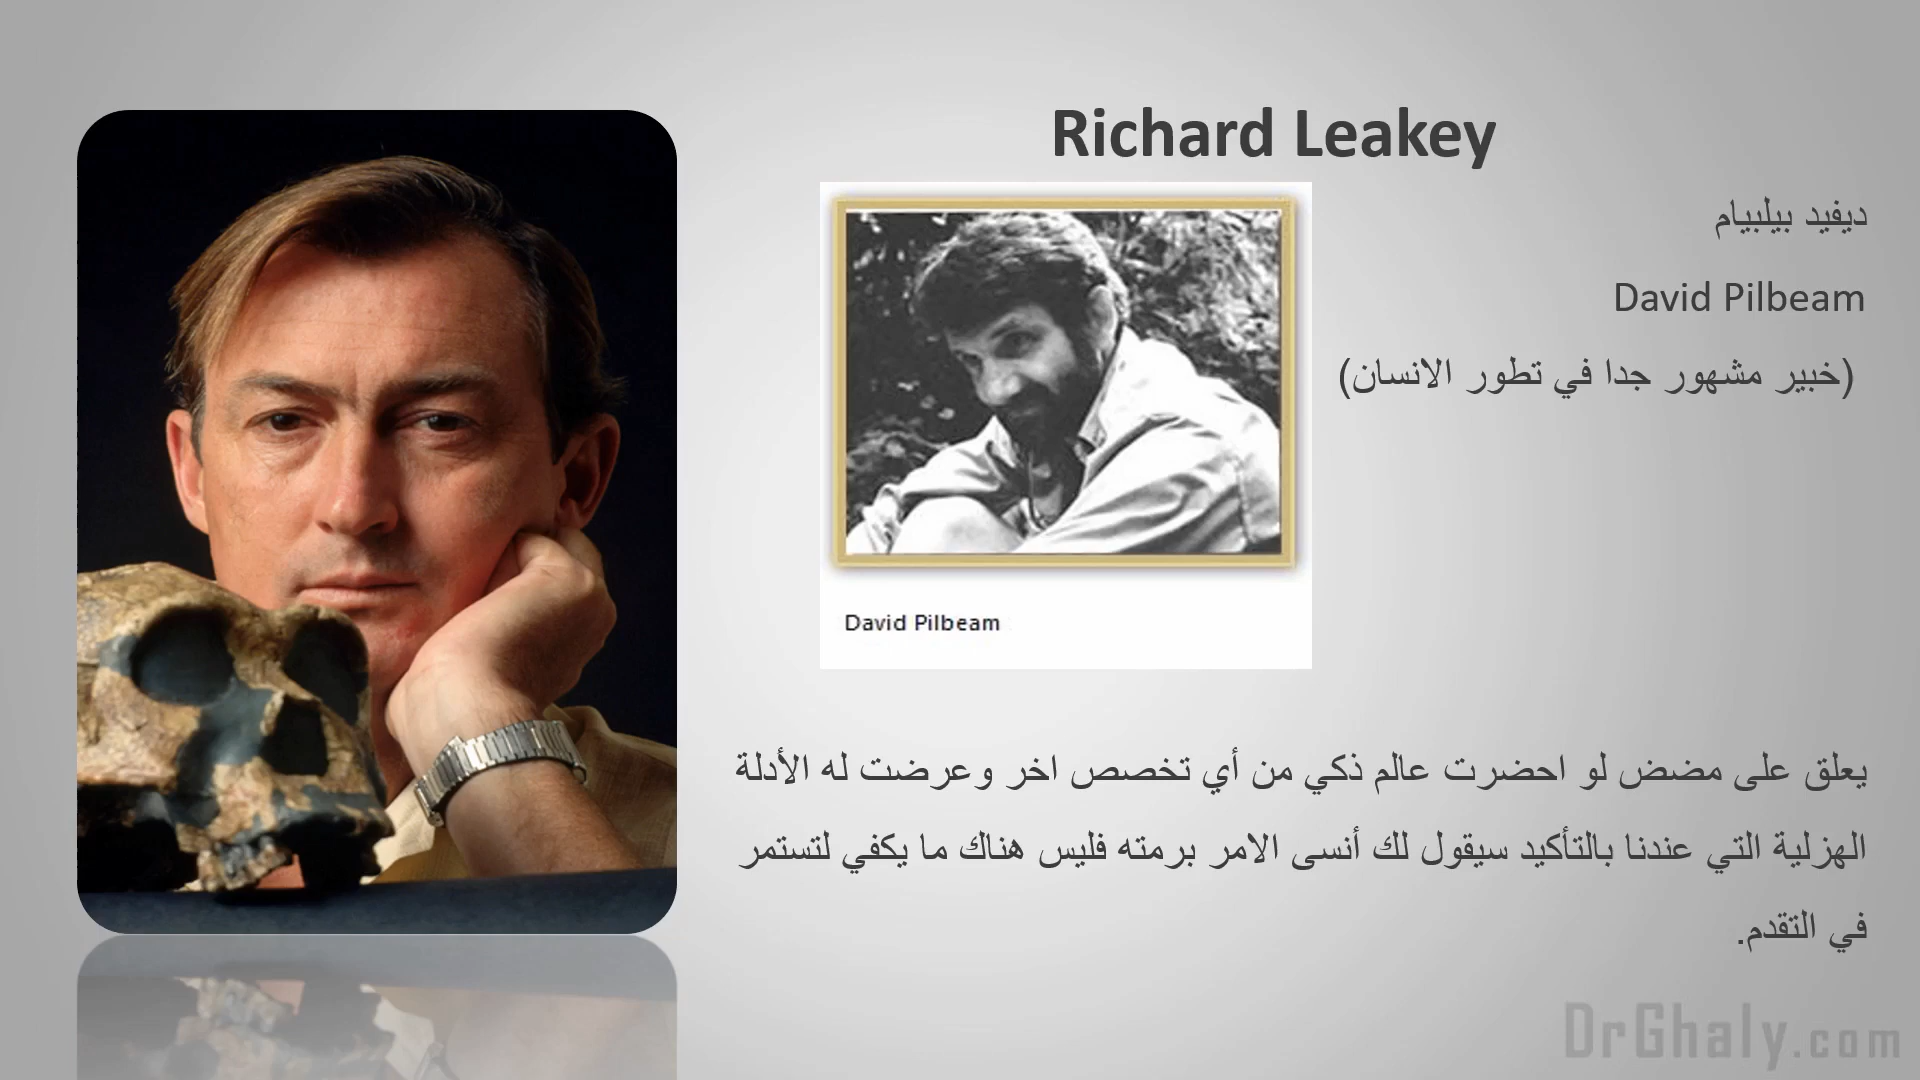 Richard Leakey
ديفيد بيلبيام
David Pilbeam
(خبير مشهور جدا في تطور الانسان)
David Pilbeam
يعلق على مضض لو احضرت عالم ذكي من أي تخصص اخر وعرضت له الأدلة
الهزلية التي عندنا بالتأكيد سيقول لك أنسى الامر برمته فليس هناك ما يكفي لتستمر
في التقدم.
DrGhaly.com